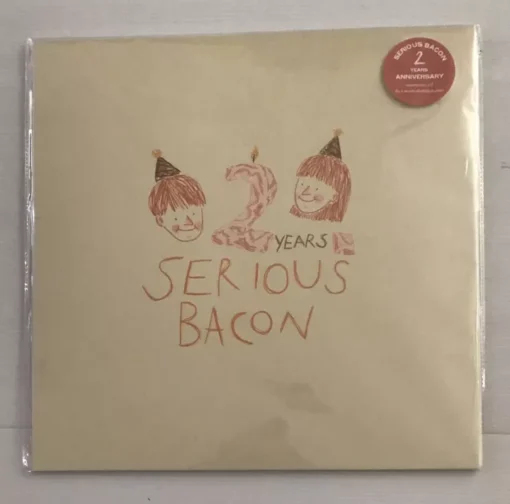 SERIOUS BACON
2
YEARS
ANNIVERSARY
2 YEARS
SERIOUS
BACON